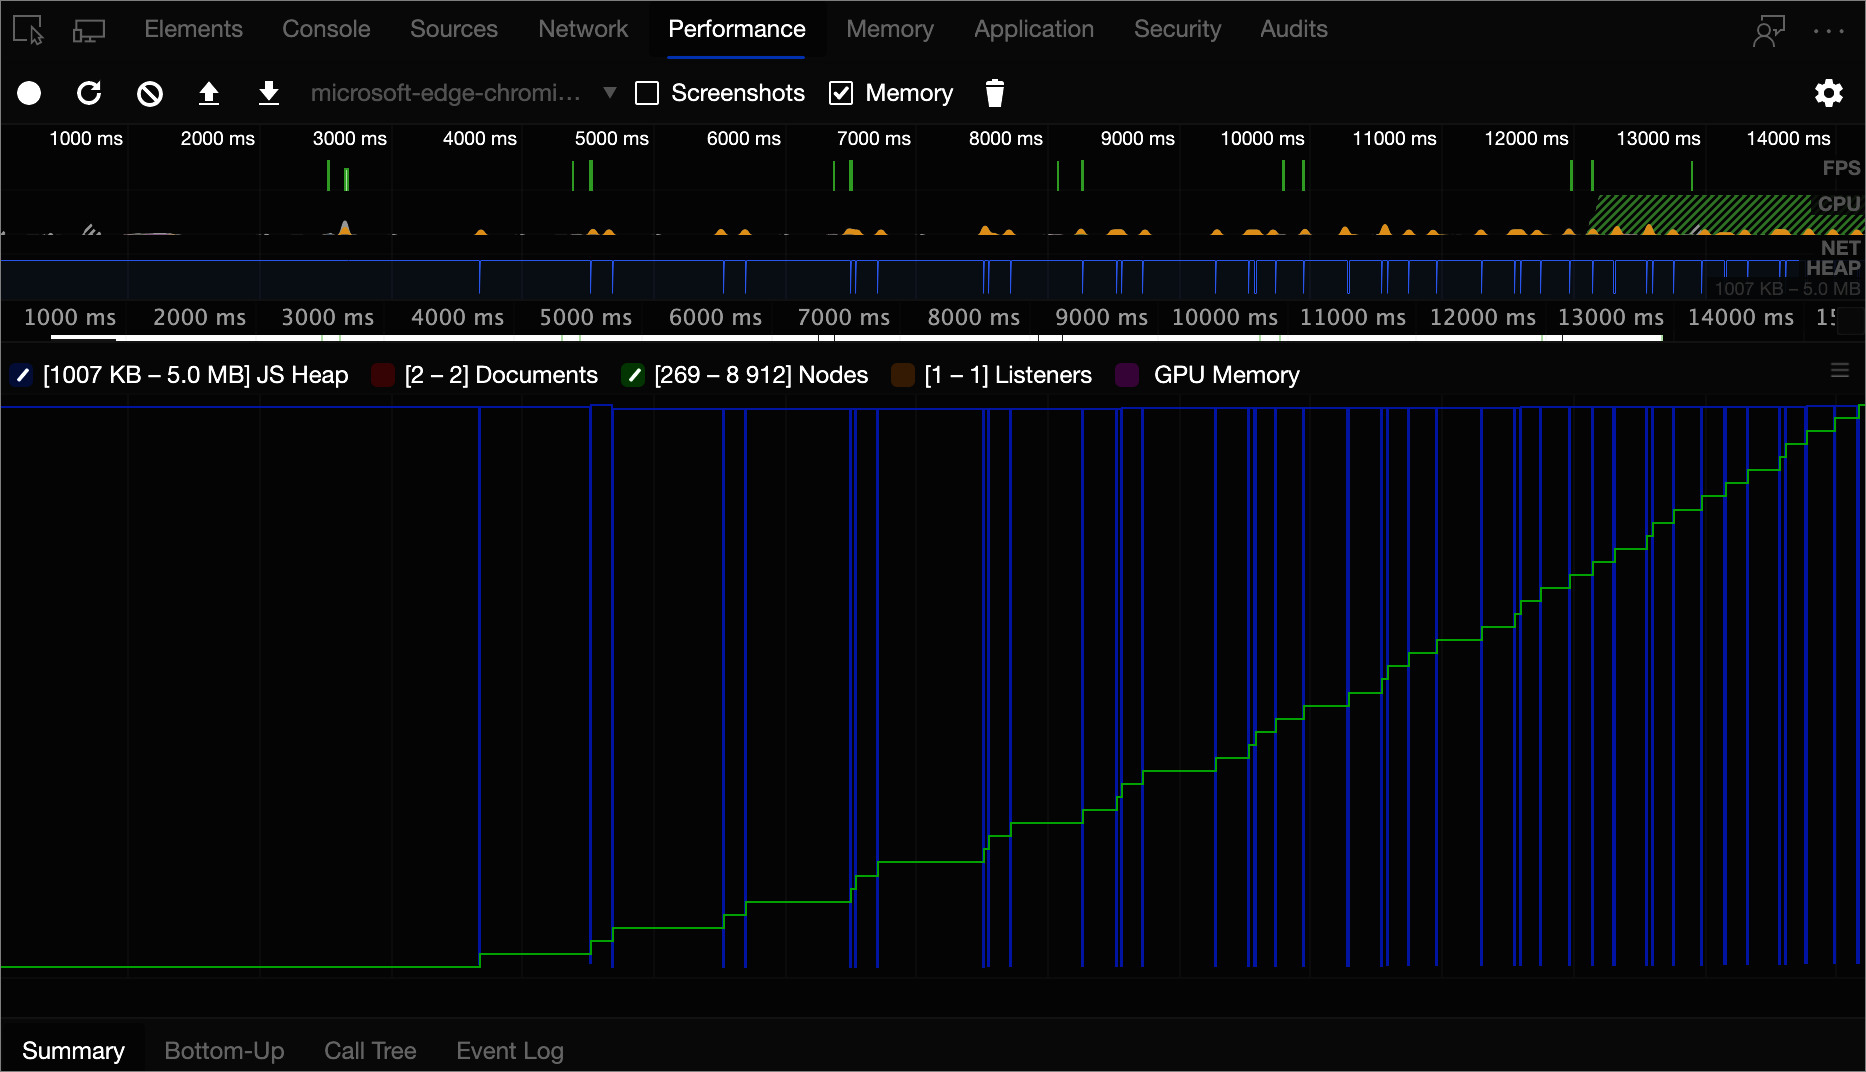 Elements Console Sources Network Performance Memory Application Security Audits
microsoft-edge-chromi... Screenshots Memory
1000 ms 2000 ms 3000 ms 4000 ms 5000 ms 6000 ms 7000 ms 8000 ms 9000 ms 10000 ms 11000 ms 12000 ms 13000 ms 14000 ms
FPS
CPU
NET
HEAP
1007 KB – 5.0 MB
1000 ms 2000 ms 3000 ms 4000 ms 5000 ms 6000 ms 7000 ms 8000 ms 9000 ms 10000 ms 11000 ms 12000 ms 13000 ms 14000 ms
[1007 KB – 5.0 MB] JS Heap [2 – 2] Documents [269 – 8 912] Nodes [1 – 1] Listeners GPU Memory
Summary Bottom-Up Call Tree Event Log